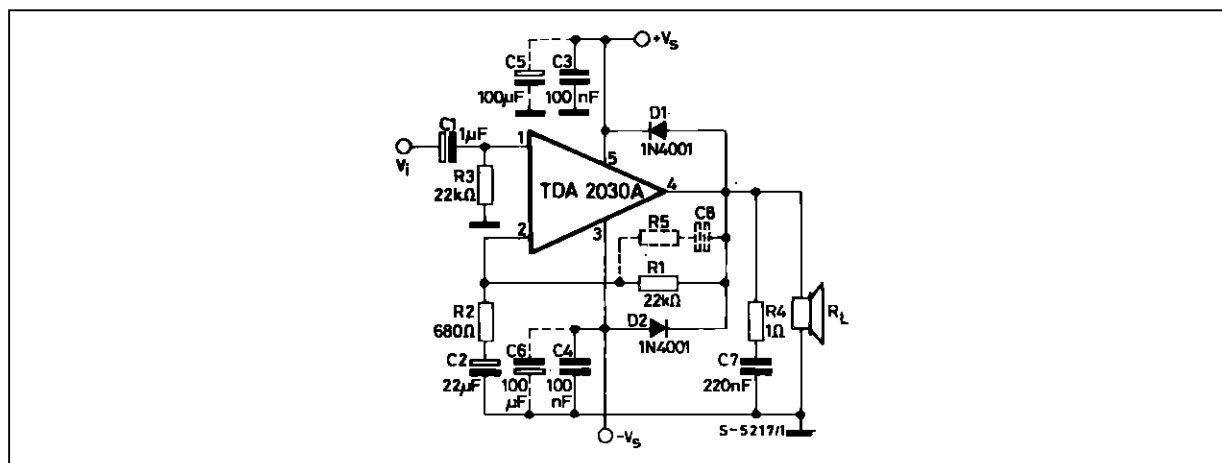 +Vs
C5
C3
100µF
100 nF
D1
1N4001
C1
1µF
Vi
1
5
R3
22kΩ
TDA 2030A
4
2
3
R5
C8
R1
22kΩ
R2
680Ω
D2
1N4001
R4
1Ω
RL
C2
22µF
C6
100
µF
C4
100
nF
C7
220nF
-Vs
S-5217/1